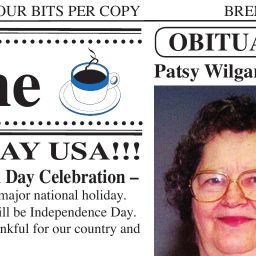 OUR BITS PER COPY
BRE
ne
AY USA!!!
Day Celebration –
major national holiday.
ll be Independence Day.
nkful for our country and
OBITUA
Patsy Wilgar